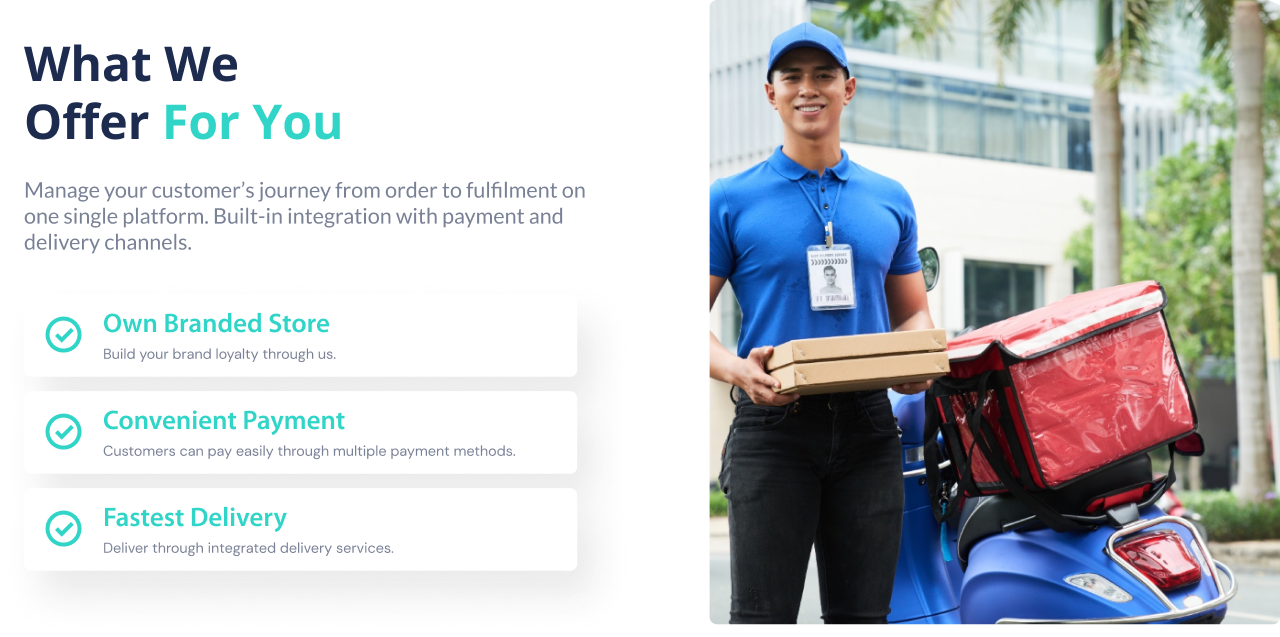 What We
Offer For You
Manage your customer’s journey from order to fulfilment on
one single platform. Built-in integration with payment and
delivery channels.
Own Branded Store
Build your brand loyalty through us.
Convenient Payment
Customers can pay easily through multiple payment methods.
Fastest Delivery
Deliver through integrated delivery services.